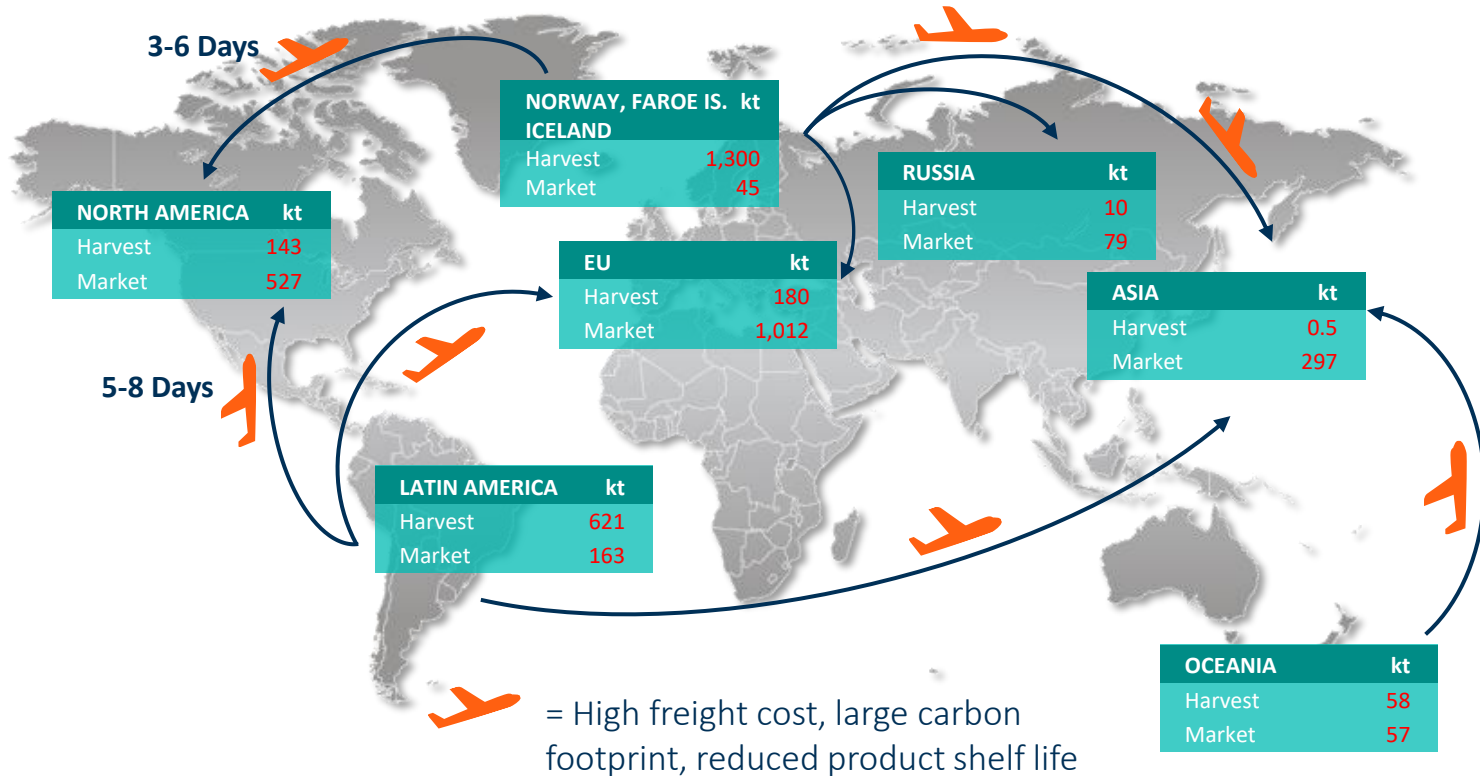 3-6 Days
NORWAY, FAROE IS. kt
ICELAND
Harvest 1,300
Market 45
RUSSIA kt
Harvest 10
Market 79
NORTH AMERICA kt
Harvest 143
Market 527
EU kt
Harvest 180
Market 1,012
ASIA kt
Harvest 0.5
Market 297
5-8 Days
LATIN AMERICA kt
Harvest 621
Market 163
OCEANIA kt
Harvest 58
Market 57
= High freight cost, large carbon
footprint, reduced product shelf life